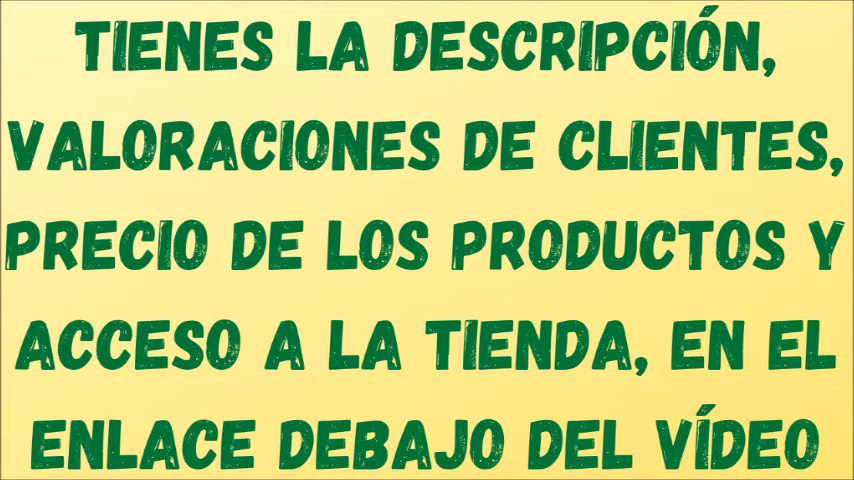 TIENES LA DESCRIPCIÓN,
VALORACIONES DE CLIENTES,
PRECIO DE LOS PRODUCTOS Y
ACCESO A LA TIENDA, EN EL
ENLACE DEBAJO DEL VÍDEO